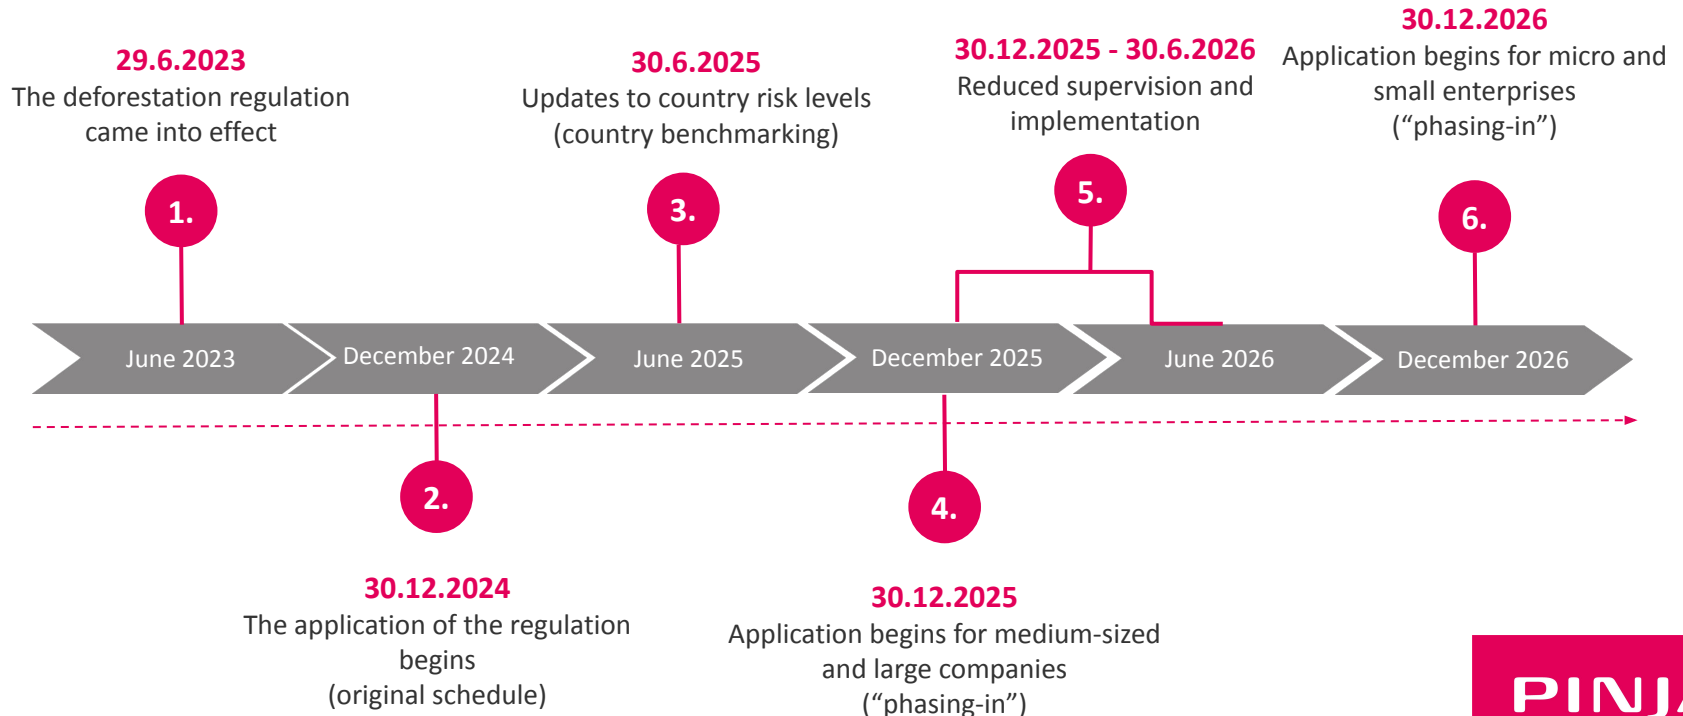 29.6.2023
The deforestation regulation
came into effect
1.
30.6.2025
Updates to country risk levels
(country benchmarking)
3.
30.12.2025 - 30.6.2026
Reduced supervision and
implementation
5.
30.12.2026
Application begins for micro and
small enterprises
(“phasing-in”)
6.
June 2023
December 2024
June 2025
December 2025
June 2026
December 2026
2.
30.12.2024
The application of the regulation
begins
(original schedule)
4.
30.12.2025
Application begins for medium-sized
and large companies
(“phasing-in”)
PINJA